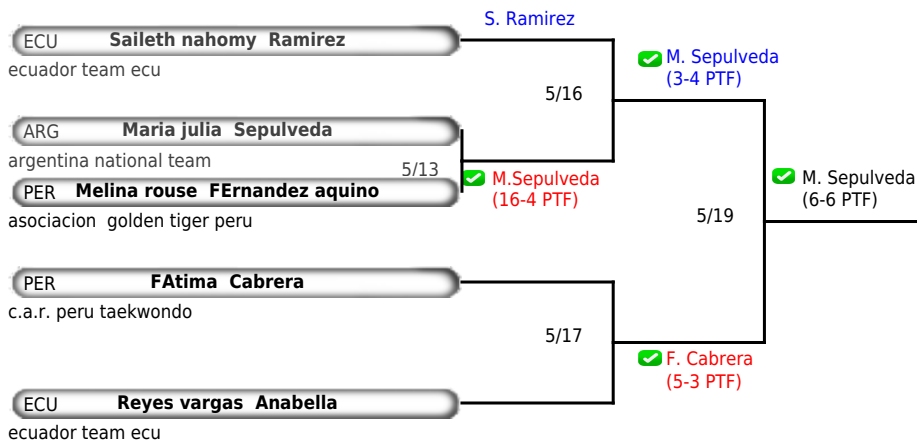 S. Ramirez
ECU Saileth nahomy Ramirez
ecuador team ecu
M. Sepulveda
(3-4 PTF)
5/16
ARG Maria julia Sepulveda
argentina national team
5/13
PER Melina rouse FErnandez aquino
asociacion golden tiger peru
M.Sepulveda
(16-4 PTF)
M. Sepulveda
(6-6 PTF)
5/19
PER FAtima Cabrera
c.a.r. peru taekwondo
5/17
F. Cabrera
(5-3 PTF)
ECU Reyes vargas Anabella
ecuador team ecu